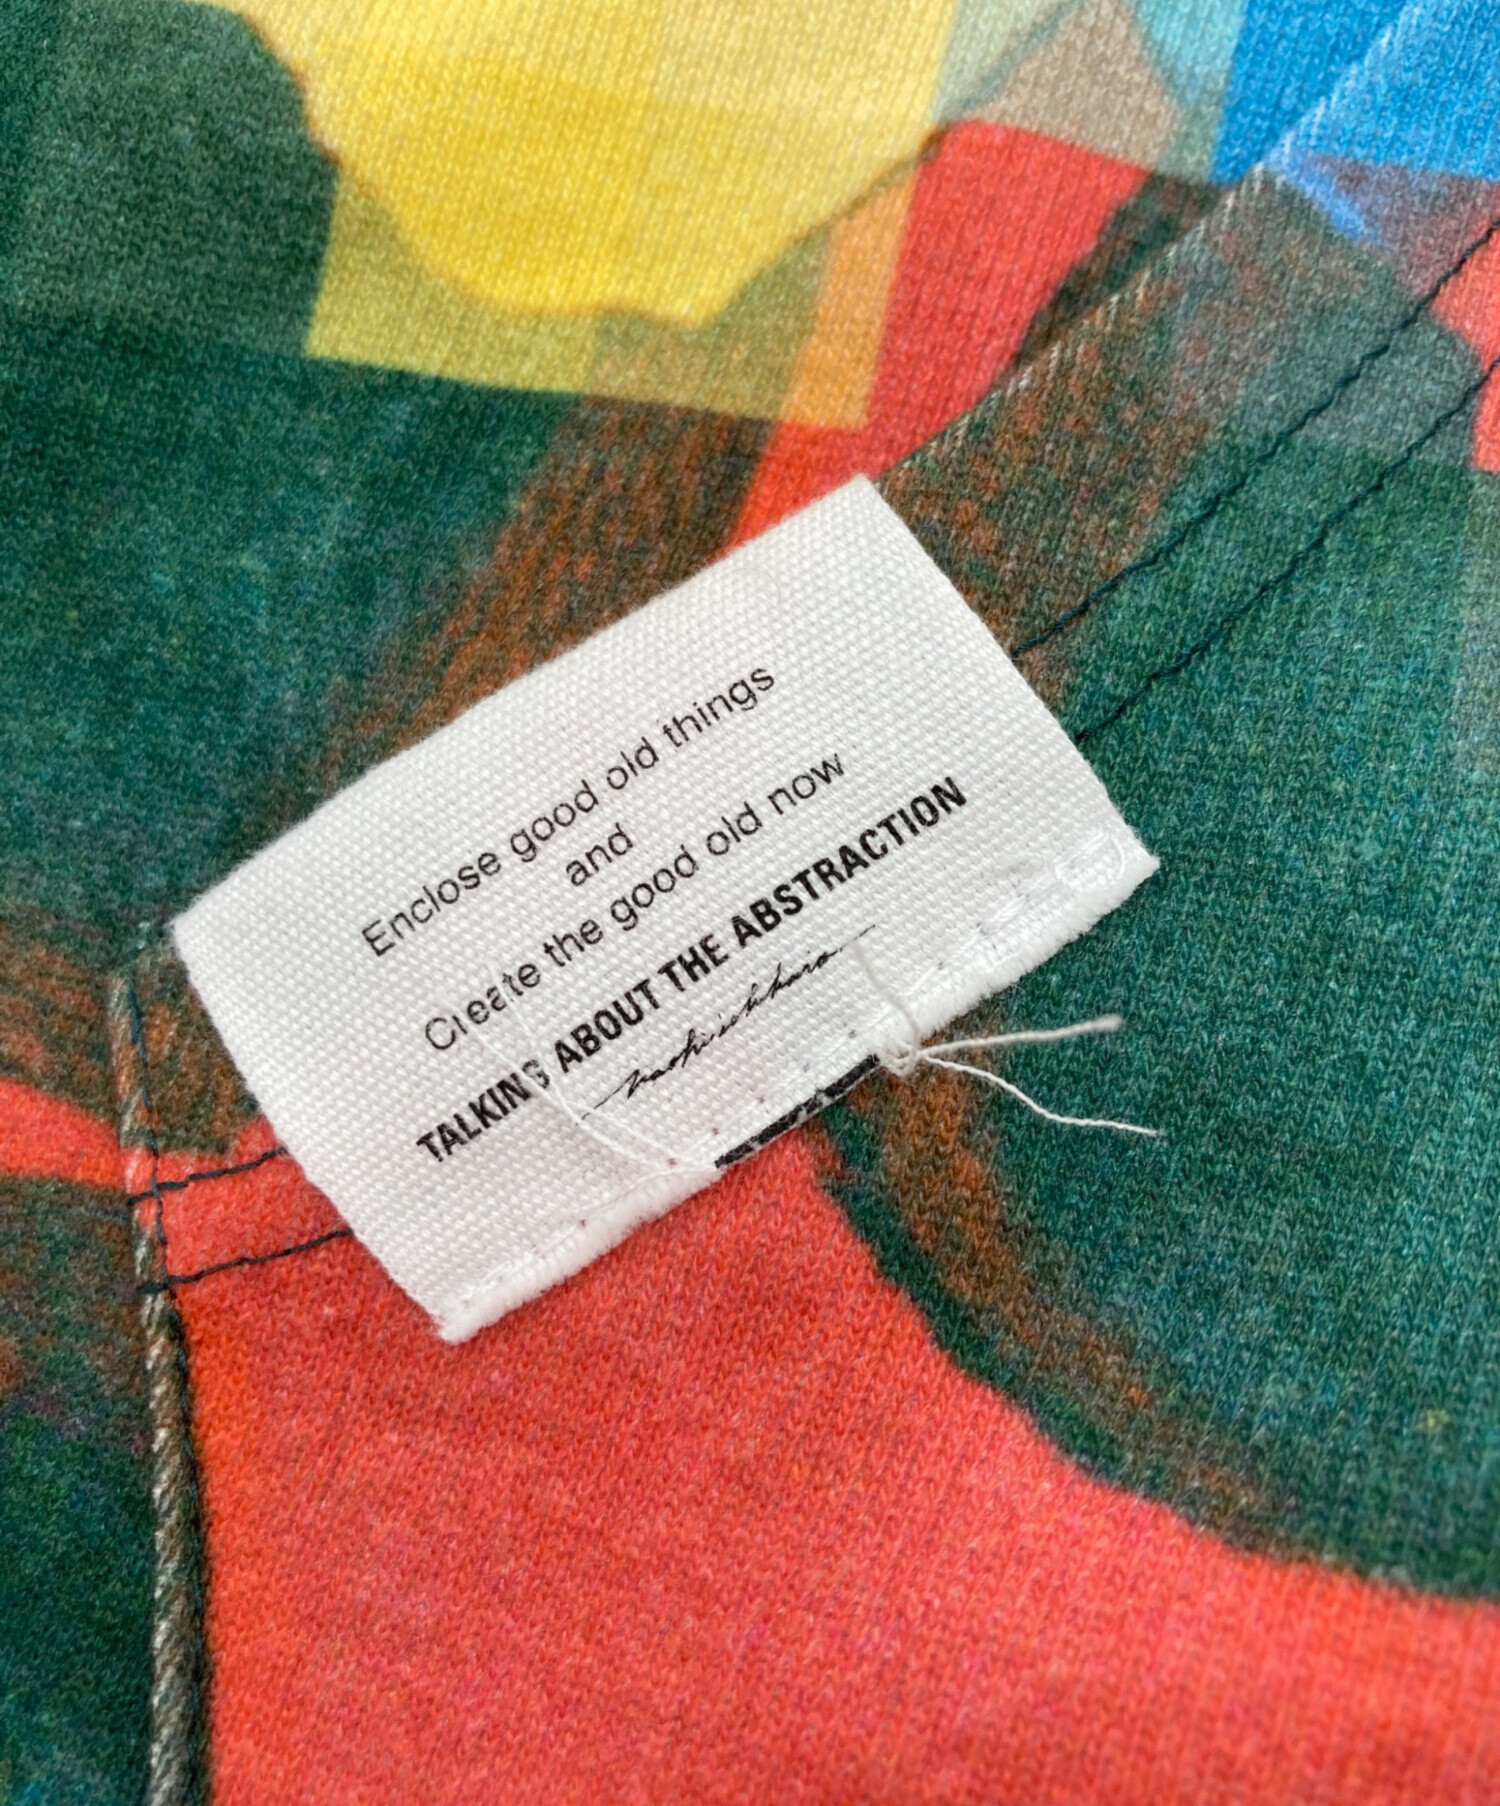 Enclose good old things
and
Create the good old now
TALKING ABOUT THE ABSTRACTION